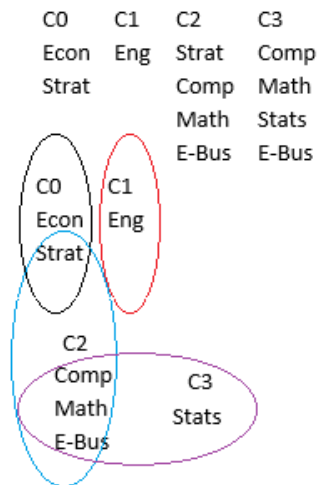 C0 C1 C2 C3
Econ Eng Strat Comp
Strat Comp Math
Math Stats
E-Bus E-Bus
C0 C1
Econ Eng
Strat
C2
Comp C3
Math Stats
E-Bus